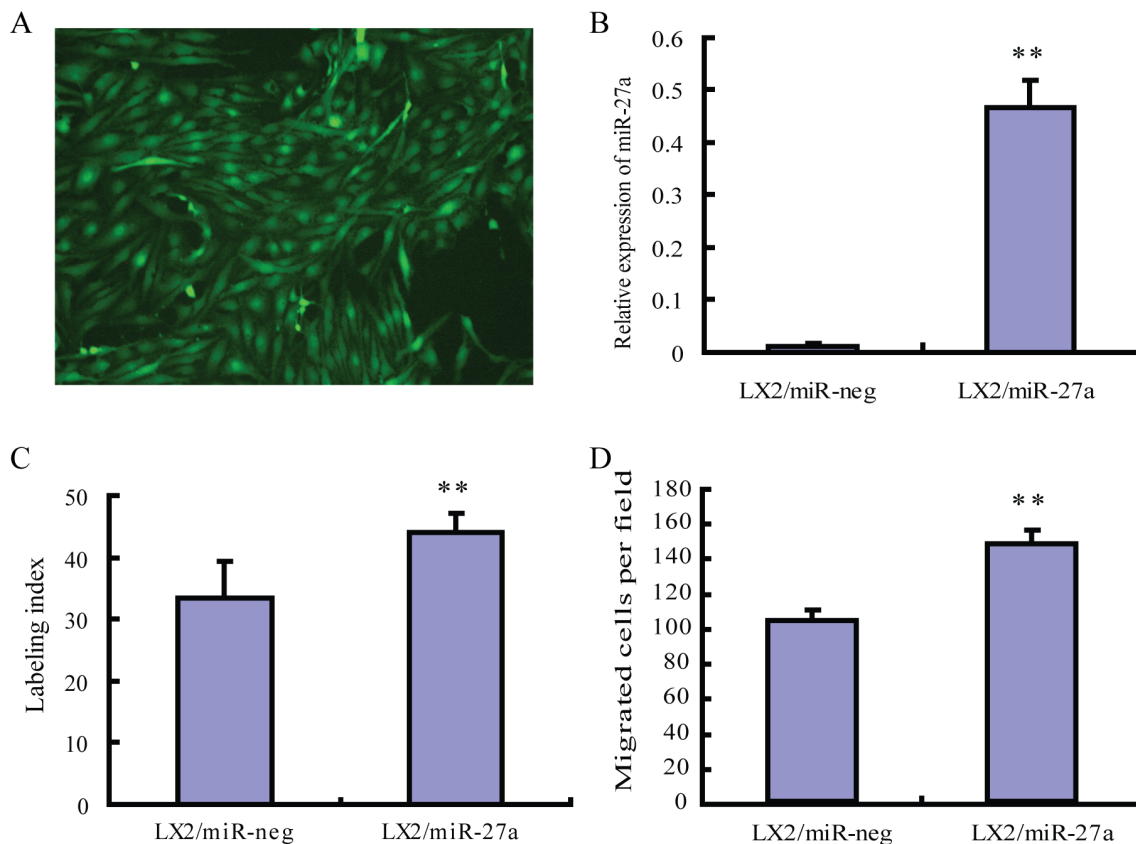 A
B
Relative expression of miR-27a
0.6
0.5
0.4
0.3
0.2
0.1
0
**
LX2/miR-neg
LX2/miR-27a
C
Labeling index
50
40
30
20
10
0
**
LX2/miR-neg
LX2/miR-27a
D
Migrated cells per field
180
160
140
120
100
80
60
40
20
0
**
LX2/miR-neg
LX2/miR-27a